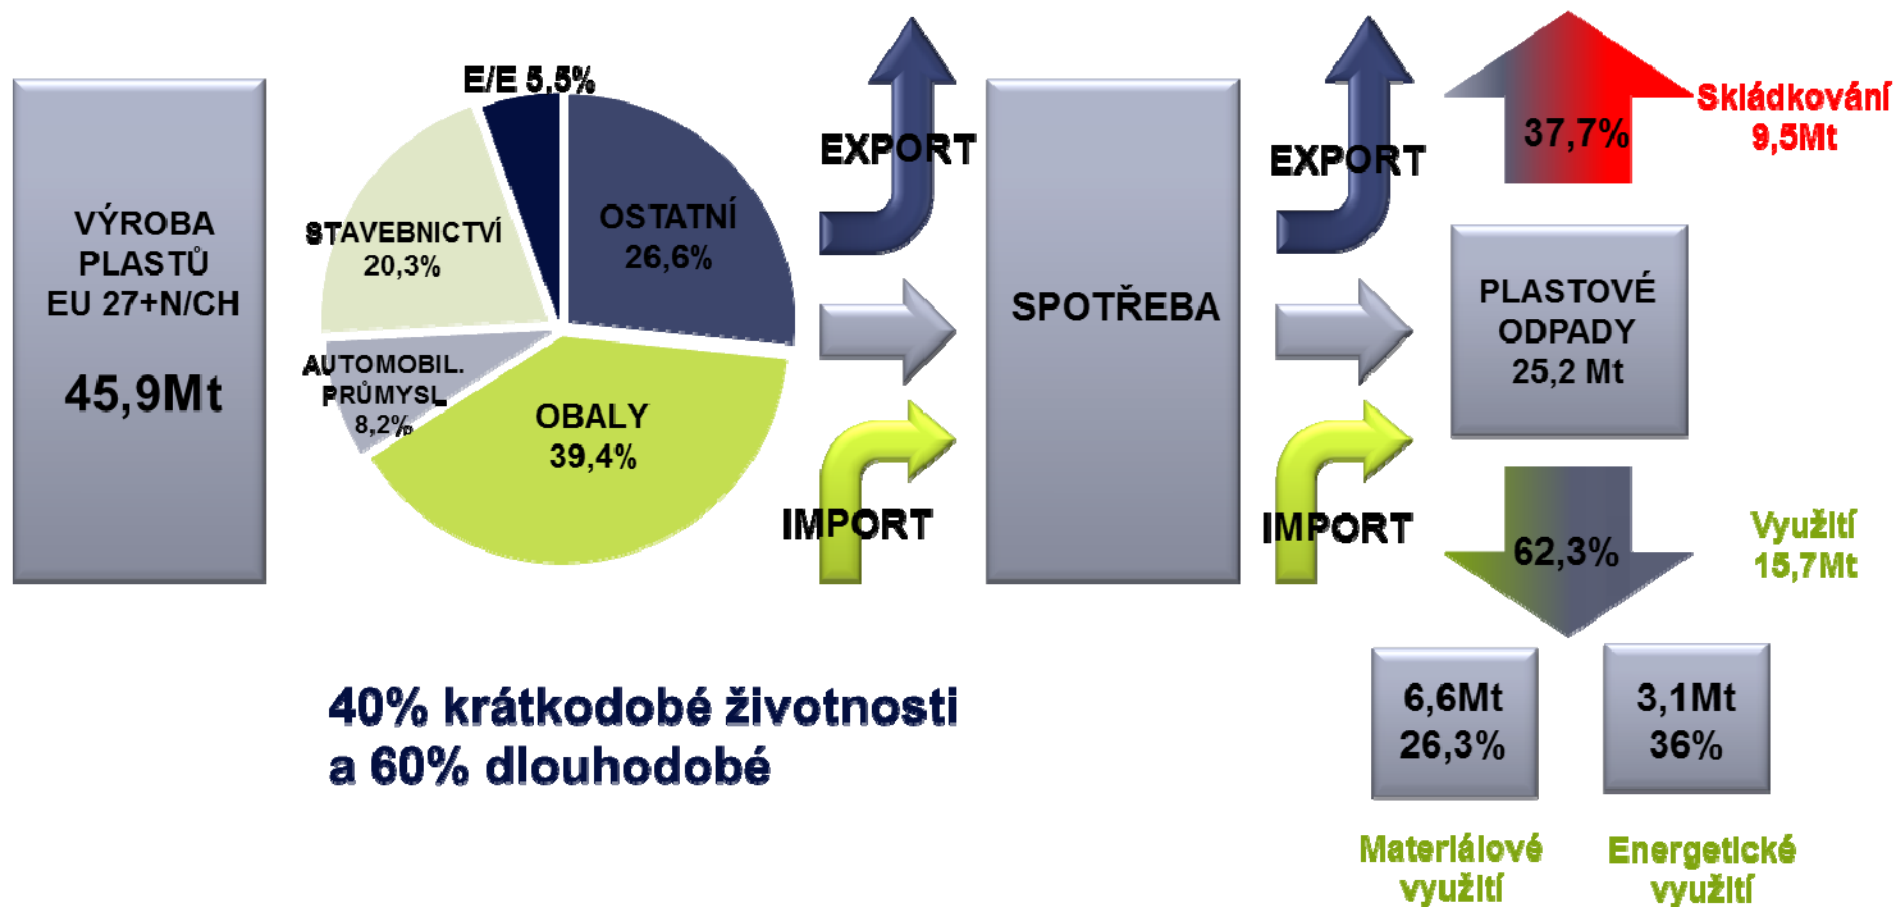 VÝROBA
PLASTŮ
EU 27+N/CH
45,9Mt
E/E 5,5%
OSTATNÍ
26,6%
STAVEBNICTVÍ
20,3%
AUTOMOBIL.
PRŮMYSL
8,2%
OBALY
39,4%
EXPORT
IMPORT
SPOTŘEBA
EXPORT
IMPORT
37,7%
Skládkování
9,5Mt
PLASTOVÉ
ODPADY
25,2 Mt
62,3%
Využití
15,7Mt
6,6Mt
26,3%
3,1Mt
36%
Materiálové
využití
Energetické
využití
40% krátkodobé životnosti
a 60% dlouhodobé